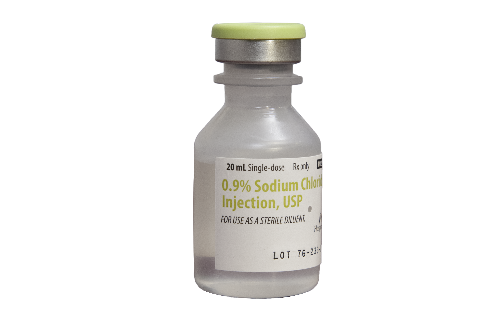 20 mL Single-dose Rx only
0.9% Sodium Chlori
Injection, USP
FOR USE AS A STERILE DILUENT.
LOT 76-23